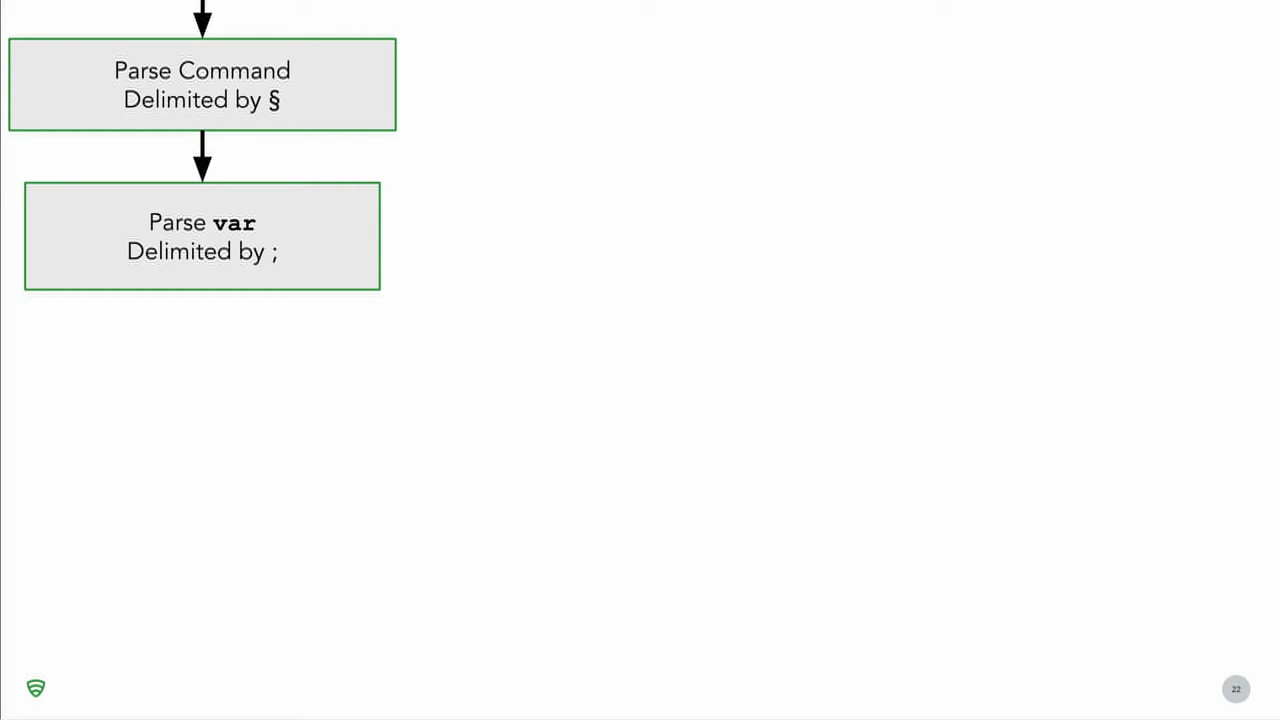 Parse Command
Delimited by §
Parse var
Delimited by ;
22